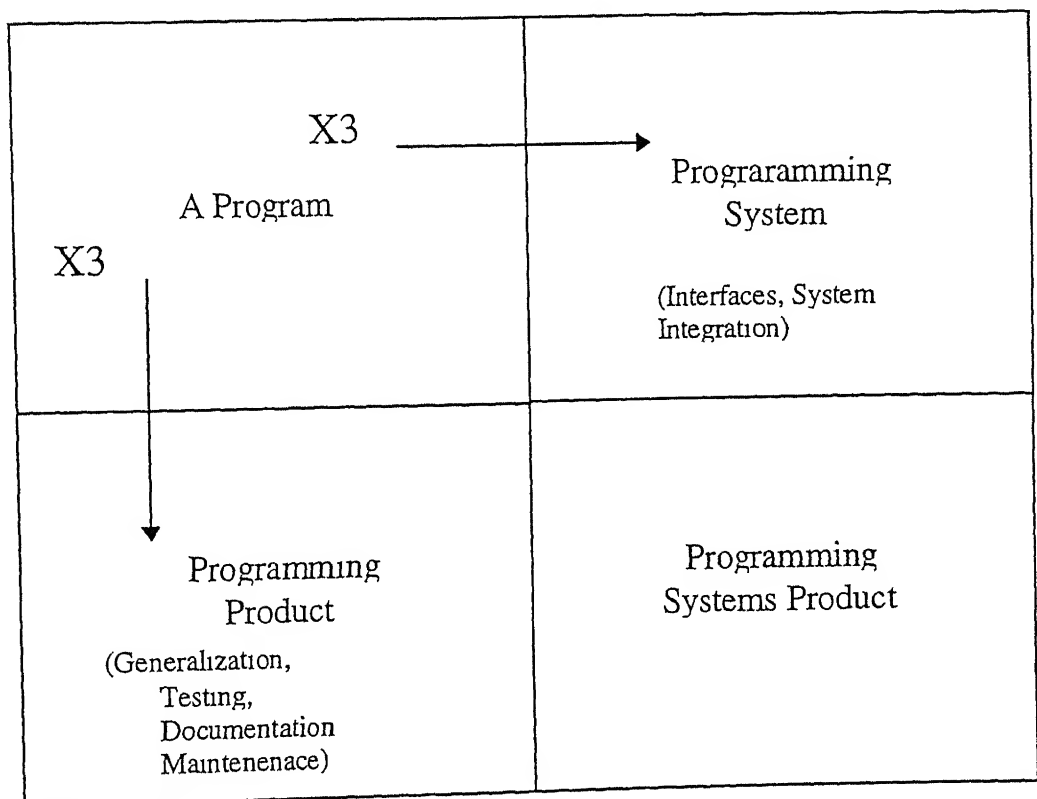 X3
A Program
X3
Prograramming
System
(Interfaces, System
Integration)
Programming
Product
(Generalization,
Testing,
Documentation
Maintenenace)
Programming
Systems Product